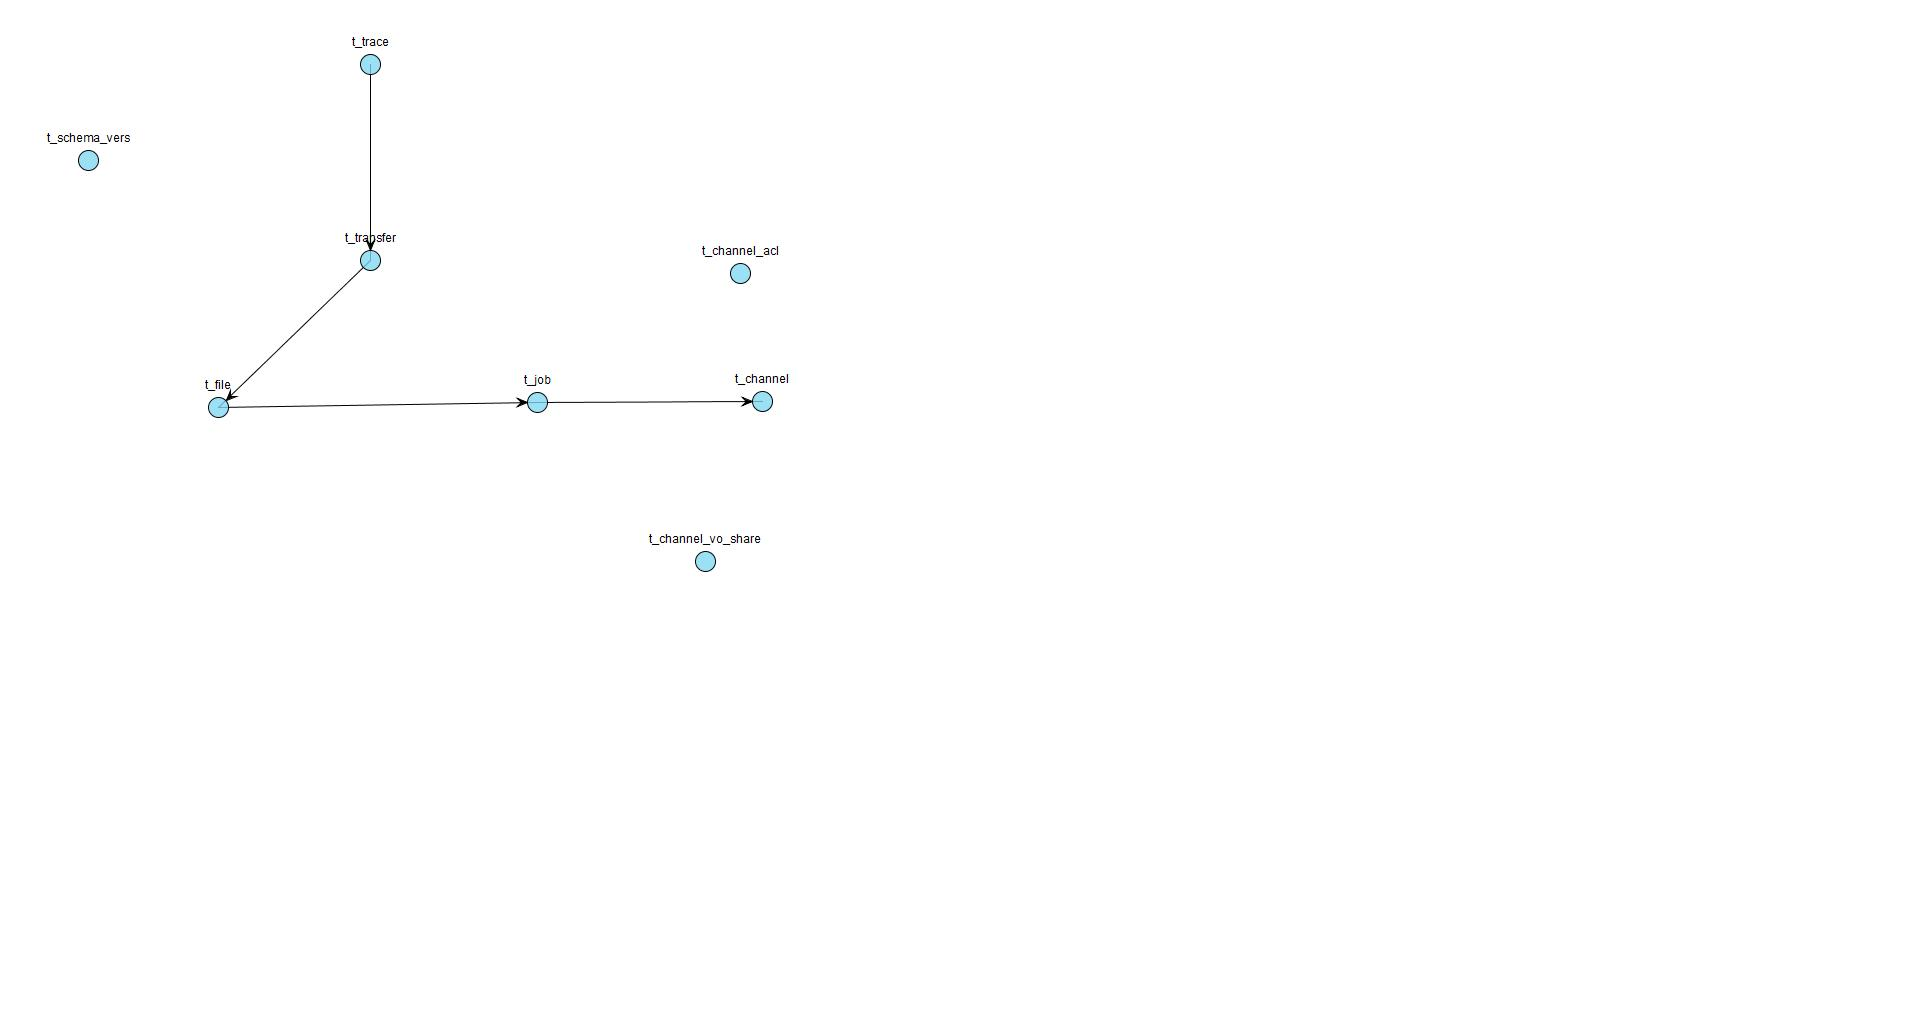 t_trace
t_schema_vers
t_transfer
t_channel_acl
t_file
t_job
t_channel
t_channel_vo_share